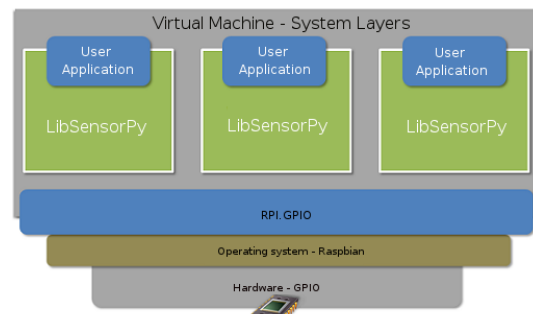 Virtual Machine - System Layers
User
Application
User
Application
User
Application
LibSensorPy
LibSensorPy
LibSensorPy
RPI.GPIO
Operating system - Raspbian
Hardware - GPIO